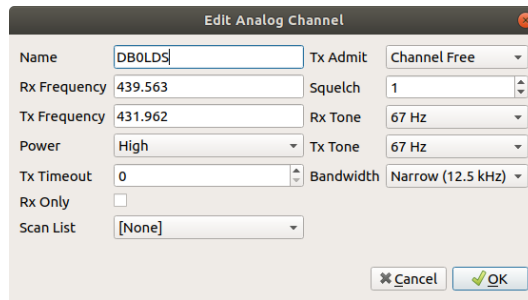 Edit Analog Channel
Name DB0LDS Tx Admit Channel Free
Rx Frequency 439.563 Squelch 1
Tx Frequency 431.962 Rx Tone 67 Hz
Power High Tx Tone 67 Hz
Tx Timeout 0 Bandwidth Narrow (12.5 kHz)
Rx Only
Scan List [None]
Cancel OK